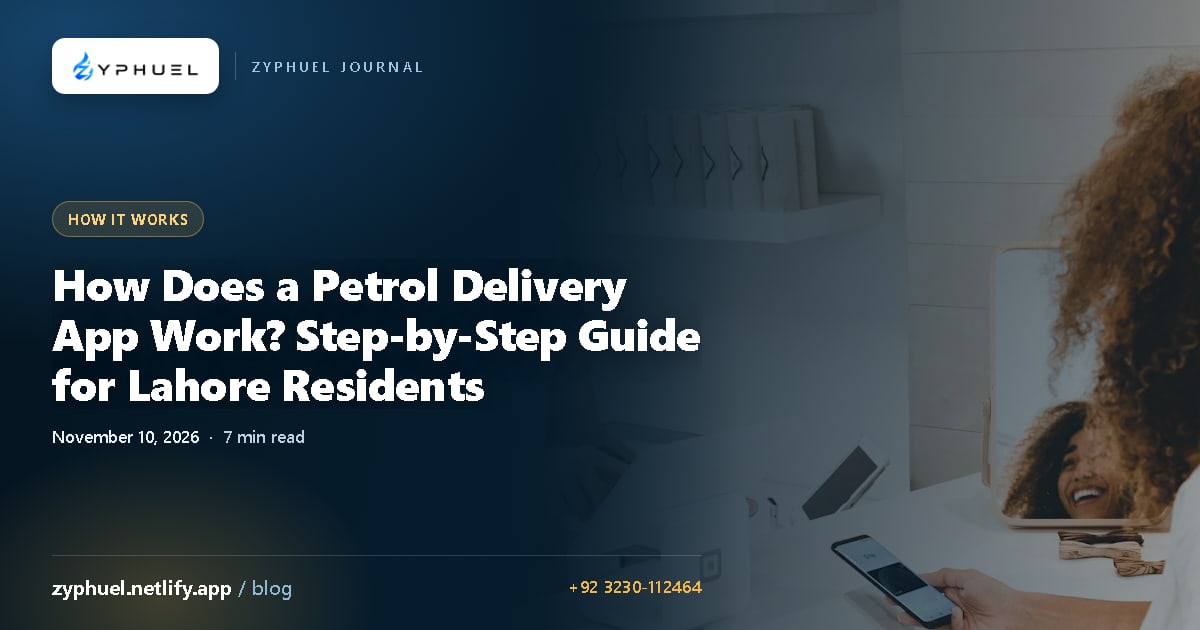 ZYPHUEL
ZYPHUEL JOURNAL
HOW IT WORKS
How Does a Petrol Delivery
App Work? Step-by-Step Guide
for Lahore Residents
November 10, 2026 · 7 min read
zyphuel.netlify.app / blog
+92 3230-112464